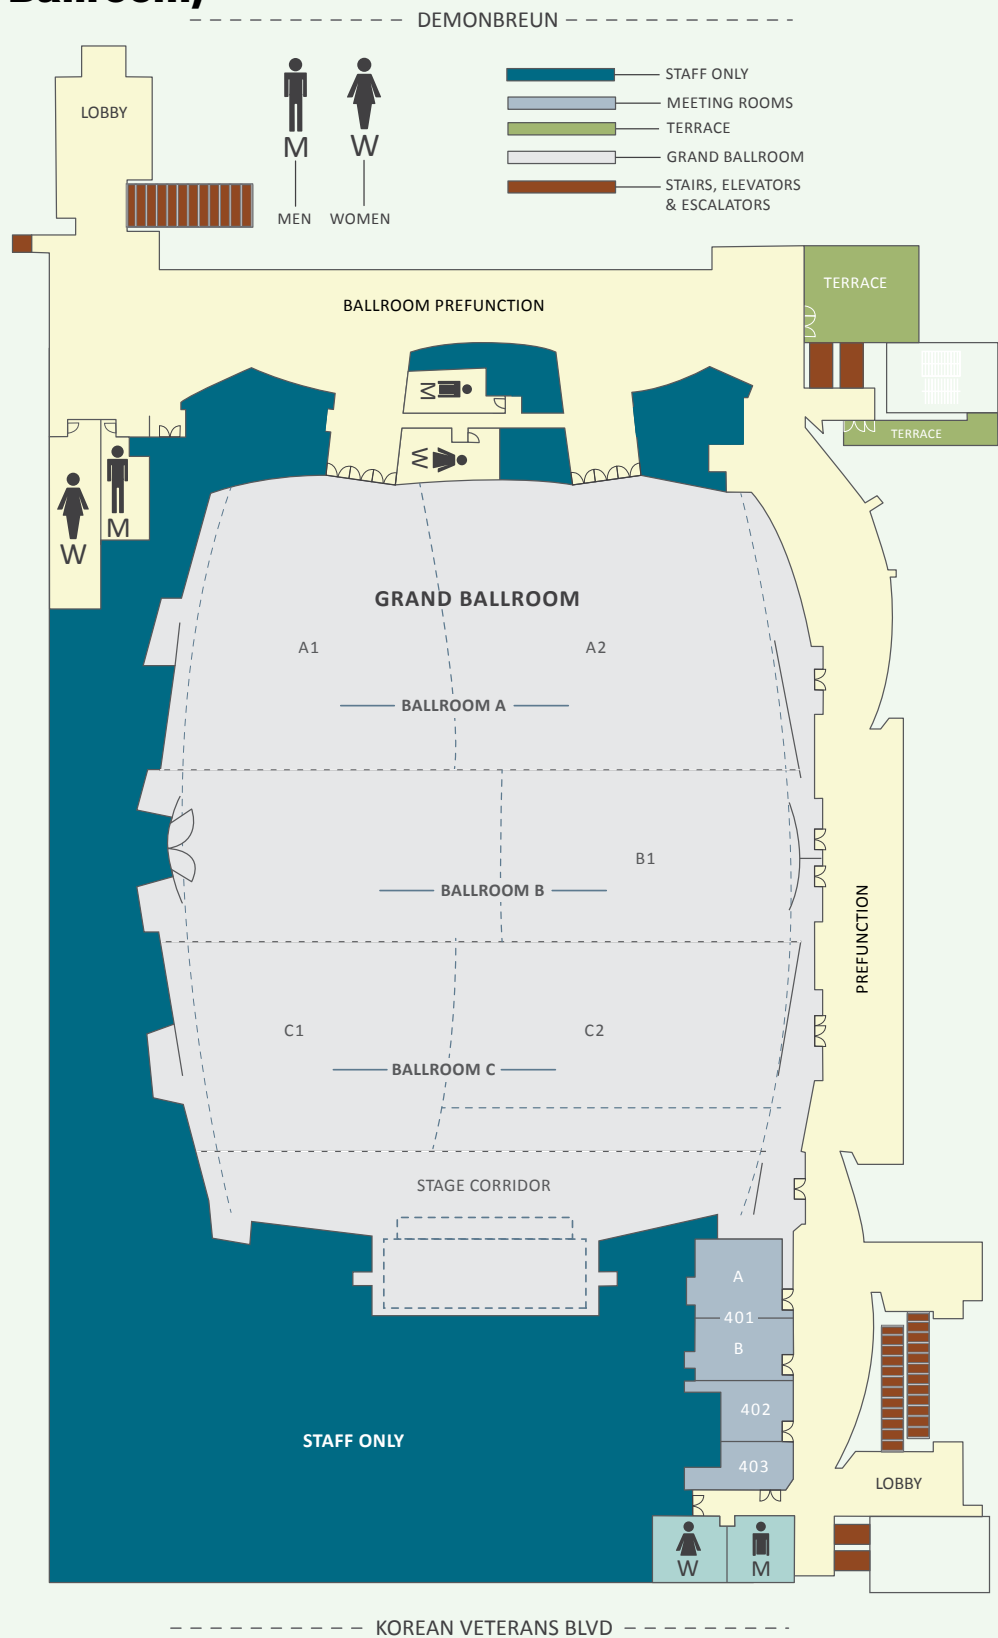 Ballroom)
DEMONBREUN
LOBBY
M
W
MEN
WOMEN
STAFF ONLY
MEETING ROOMS
TERRACE
GRAND BALLROOM
STAIRS, ELEVATORS
& ESCALATORS
TERRACE
BALLROOM PREFUNCTION
M
W
TERRACE
M
W
GRAND BALLROOM
A1
A2
BALLROOM A
B1
BALLROOM B
PREFUNCTION
C1
C2
BALLROOM C
STAGE CORRIDOR
A
401
B
402
403
STAFF ONLY
LOBBY
W
M
KOREAN VETERANS BLVD